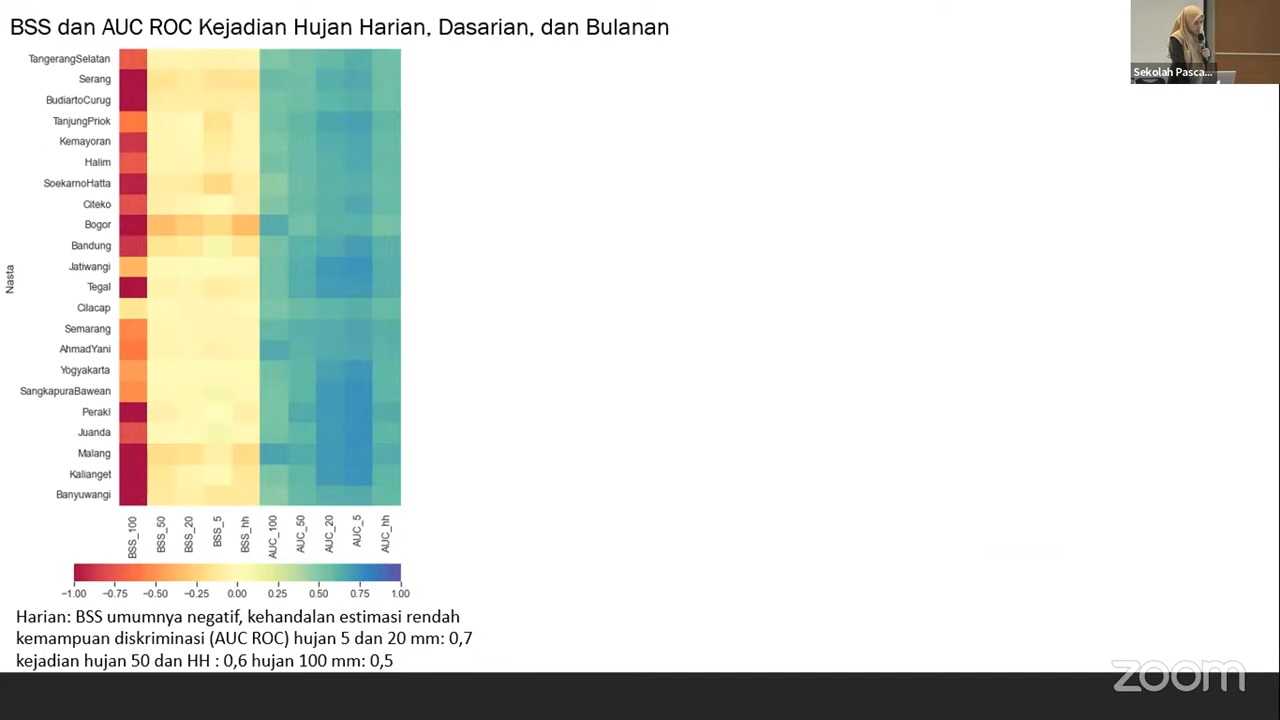 BSS dan AUC ROC Kejadian Hujan Harian, Dasarian, dan Bulanan
Sekolah Pasca...
Nasta
TangerangSelatan
Serang
BudiartoCurug
TanjungPriok
Kemayoran
Halim
SoekarnoHatta
Citeko
Bogor
Bandung
Jatiwangi
Tegal
Cilacap
Semarang
AhmadYani
Yogyakarta
SangkapuraBawean
PerakI
Juanda
Malang
Kalianget
Banyuwangi
BSS_100 BSS_50 BSS_20 BSS_5 BSS_hh AUC_100 AUC_50 AUC_20 AUC_5 AUC_hh
−1.00 −0.75 −0.50 −0.25 0.00 0.25 0.50 0.75 1.00
Harian: BSS umumnya negatif, kehandalan estimasi rendah
kemampuan diskriminasi (AUC ROC) hujan 5 dan 20 mm: 0,7
kejadian hujan 50 dan HH : 0,6 hujan 100 mm: 0,5
zoom